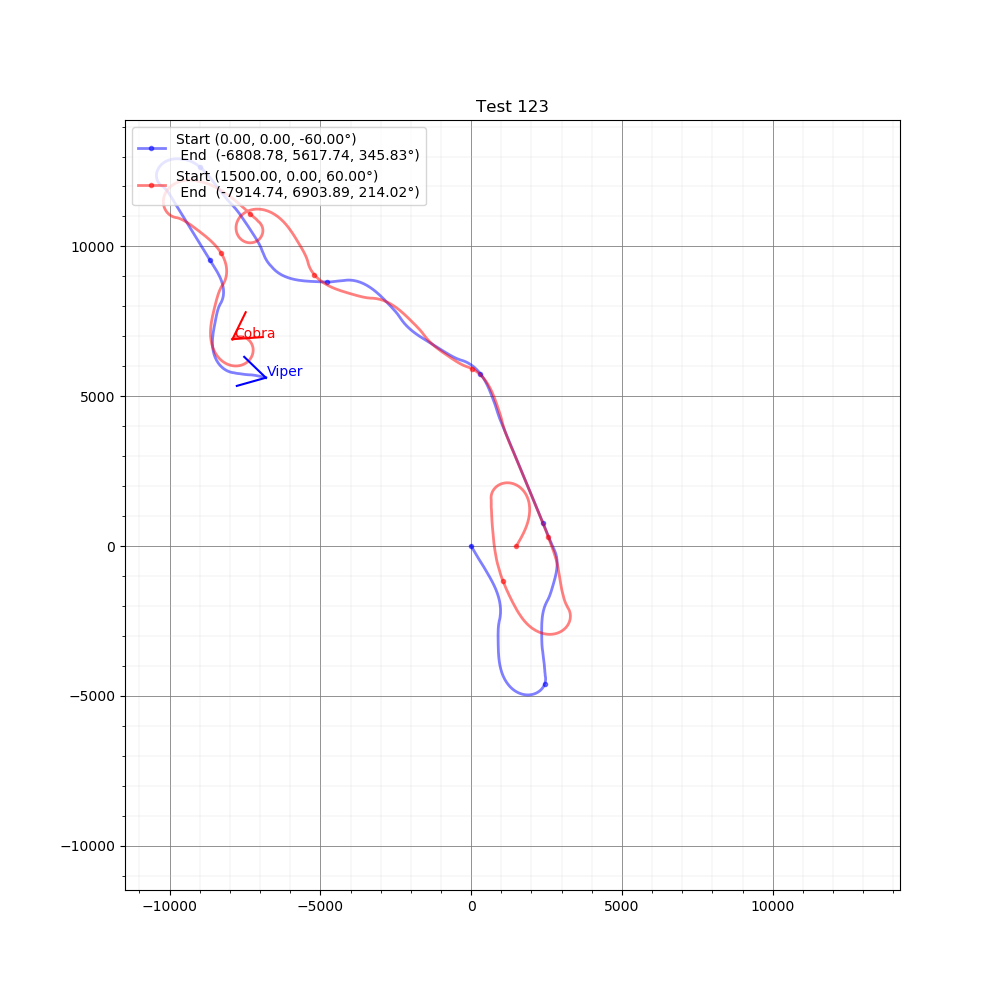 Test 123
Start (0.00, 0.00, -60.00°)
End (-6808.78, 5617.74, 345.83°)
Start (1500.00, 0.00, 60.00°)
End (-7914.74, 6903.89, 214.02°)
10000
5000
0
−5000
−10000
Cobra
Viper
−10000
−5000
0
5000
10000